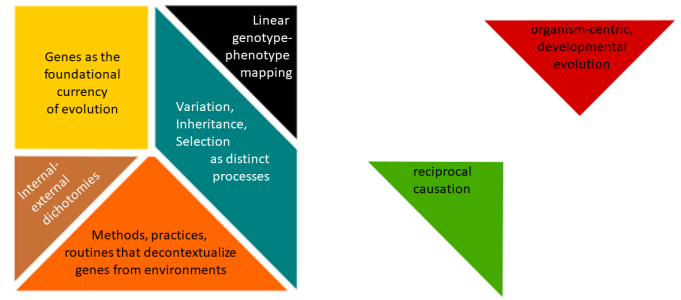 Genes as the
foundational
currency
of evolution
Linear
genotype-
phenotype
mapping
Variation,
Inheritance,
Selection
as distinct
processes
Internal-
external
dichotomies
Methods, practices,
routines that decontextualize
genes from environments
organism-centric,
developmental
evolution
reciprocal
causation